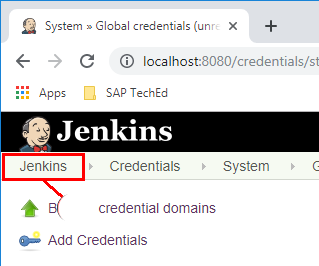 System » Global credentials (unre
localhost:8080/credentials/st
Apps SAP TechEd
Jenkins
Jenkins Credentials System G
B credential domains
Add Credentials